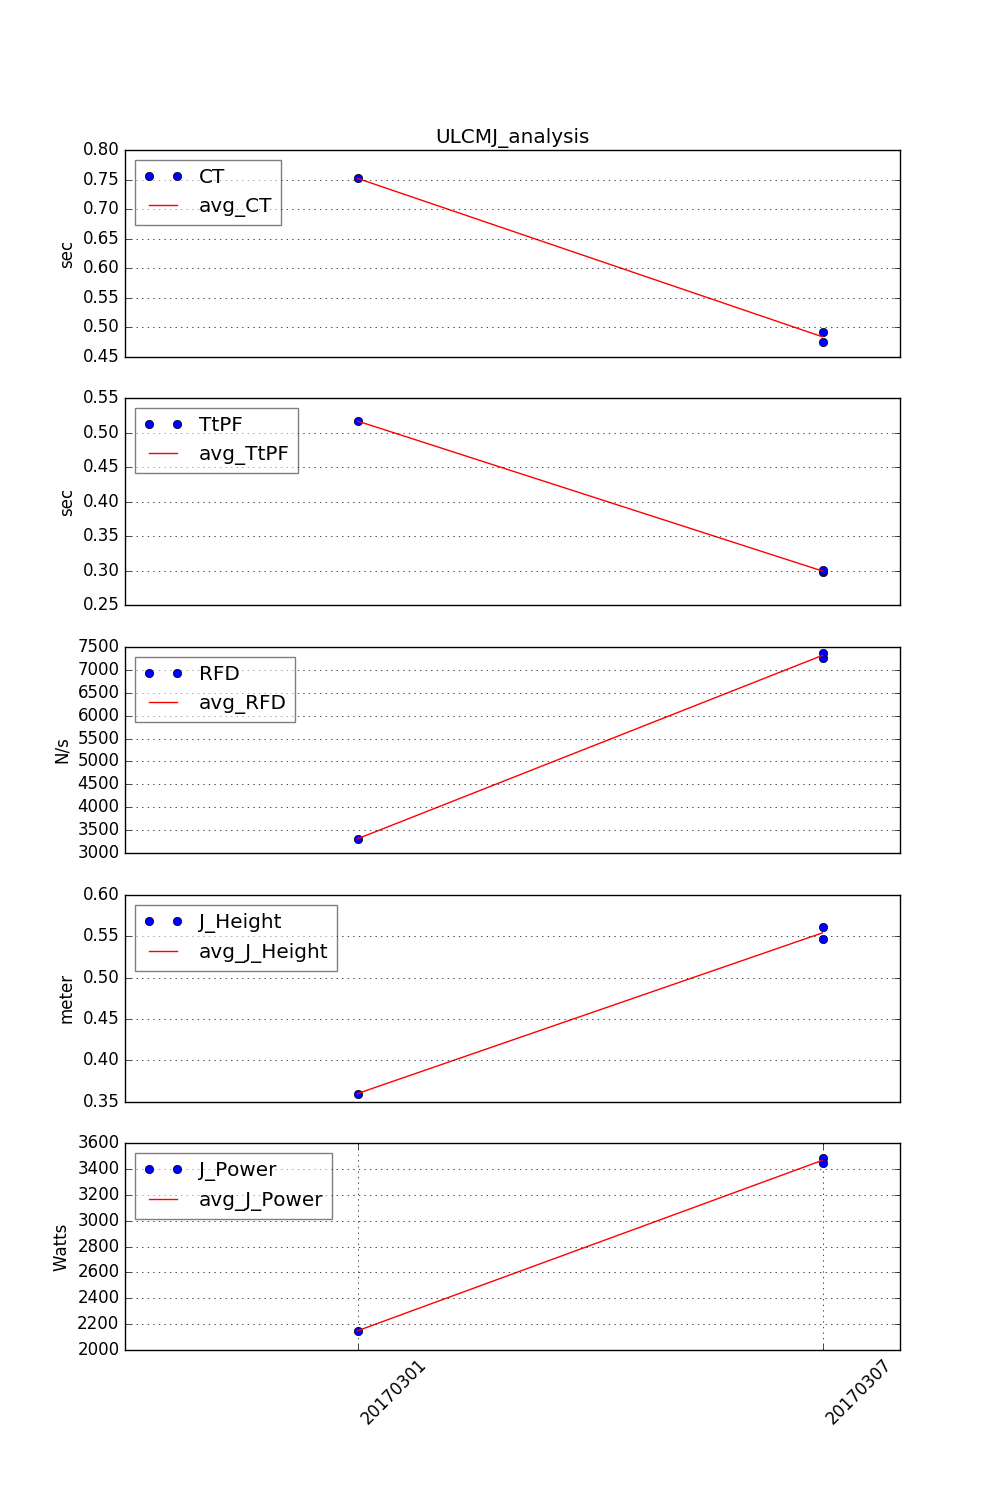 ULCMJ_analysis
0.80
0.75
0.70
0.65
0.60
0.55
0.50
0.45
sec
CT
avg_CT
0.55
0.50
0.45
0.40
0.35
0.30
0.25
sec
TtPF
avg_TtPF
7500
7000
6500
6000
5500
5000
4500
4000
3500
3000
N/s
RFD
avg_RFD
0.60
0.55
0.50
0.45
0.40
0.35
meter
J_Height
avg_J_Height
3600
3400
3200
3000
2800
2600
2400
2200
2000
Watts
J_Power
avg_J_Power
20170301
20170307